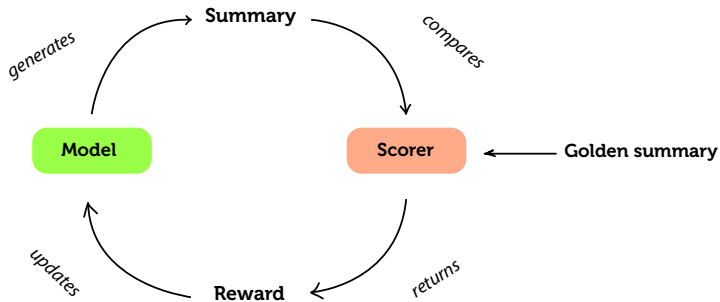 Summary
generates
compares
Model
Scorer
Golden summary
updates
returns
Reward